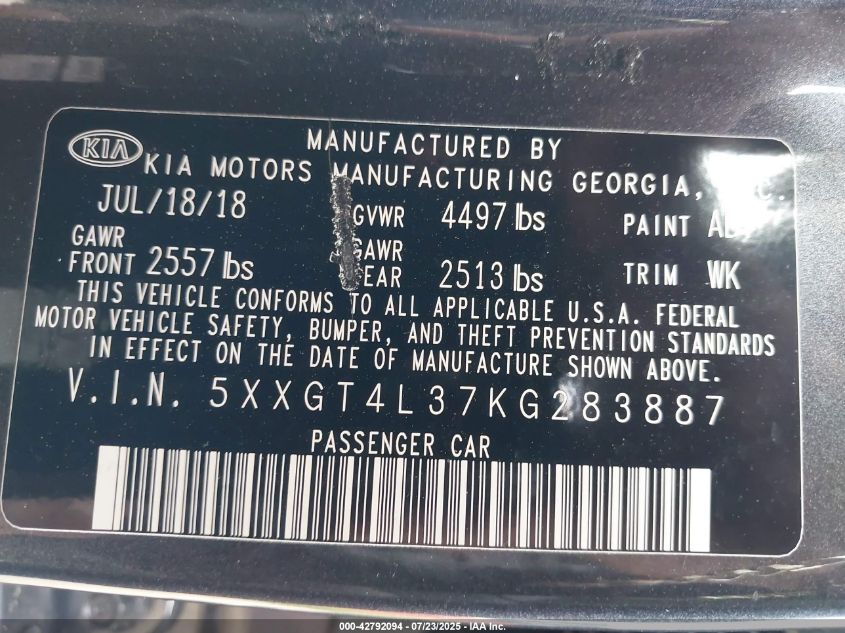 KIA
MANUFACTURED BY
KIA MOTORS MANUFACTURING GEORGIA,
JUL/18/18 GVWR 4497 lbs PAINT
GAWR
FRONT 2557 lbs 2513 lbs TRIM WK
THIS VEHICLE CONFORMS TO ALL APPLICABLE U.S.A. FEDERAL
MOTOR VEHICLE SAFETY, BUMPER, AND THEFT PREVENTION STANDARDS
IN EFFECT ON THE DATE OF MANUFACTURE SHOWN ABOVE.
V.I.N. 5XXGT4L37KG283887
PASSENGER CAR
000-42792094 - 07/23/2025 - IAA Inc.